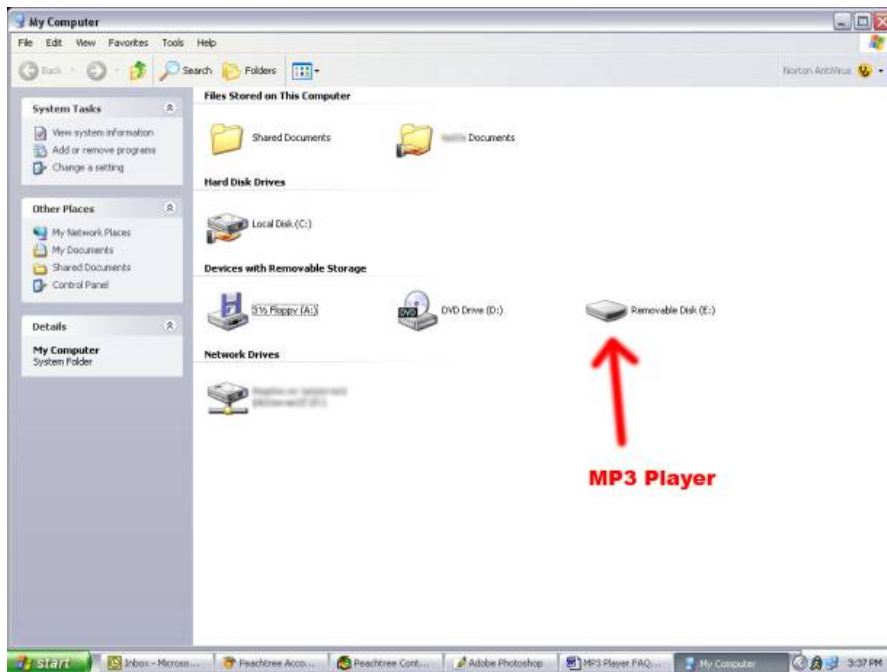 My Computer
File Edit View Favorites Tools Help
Back Search Folders Norton AntiVirus
System Tasks
View system information
Add or remove programs
Change a setting
Other Places
My Network Places
My Documents
Shared Documents
Control Panel
Details
My Computer
System Folder
Files Stored on This Computer
Shared Documents
Documents
Hard Disk Drives
Local Disk (C:)
Devices with Removable Storage
3½ Floppy (A:)
DVD
DVD Drive (D:)
Removable Disk (E:)
Network Drives
MP3 Player
start Inbox - Microso... Peachtree Acco... Peachtree Cont... Adobe Photoshop MP3 Player FAQ... My Computer 3:37 PM